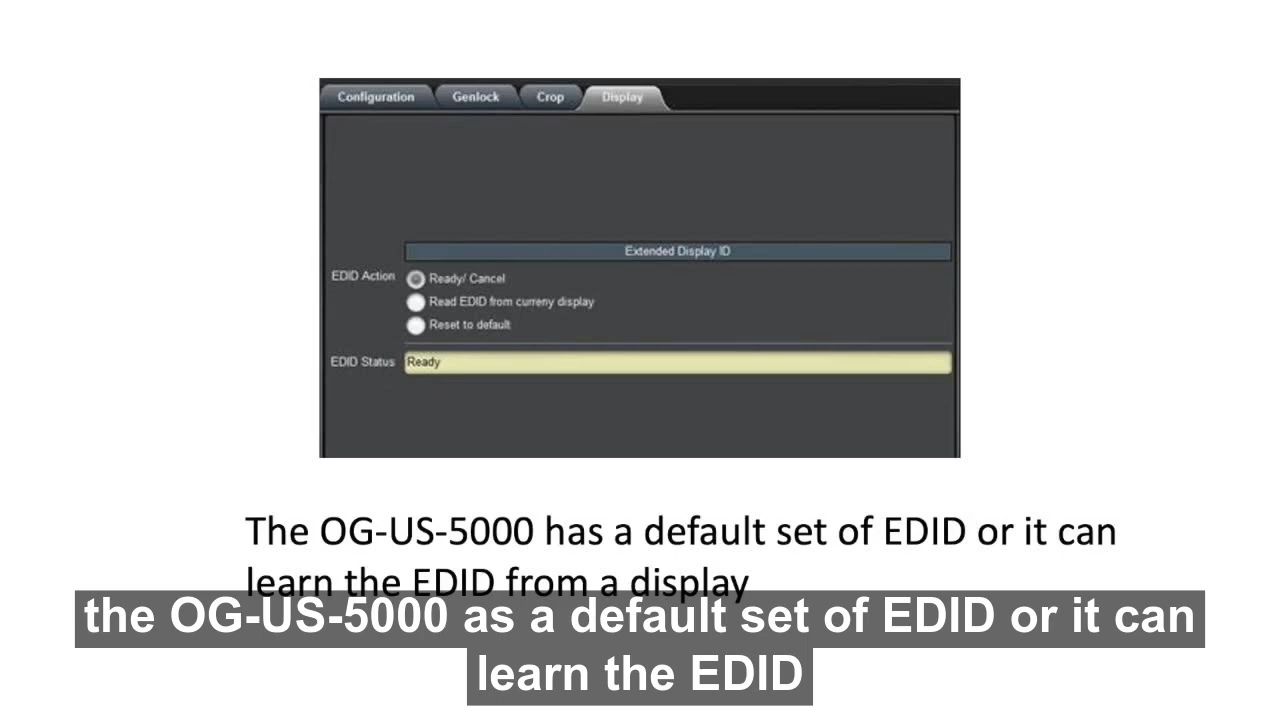 Configuration Genlock Crop Display
Extended Display ID
EDID Action
Ready/ Cancel
Read EDID from curreny display
Reset to default
EDID Status Ready
The OG-US-5000 has a default set of EDID or it can
learn the EDID from a display
the OG-US-5000 as a default set of EDID or it can
learn the EDID